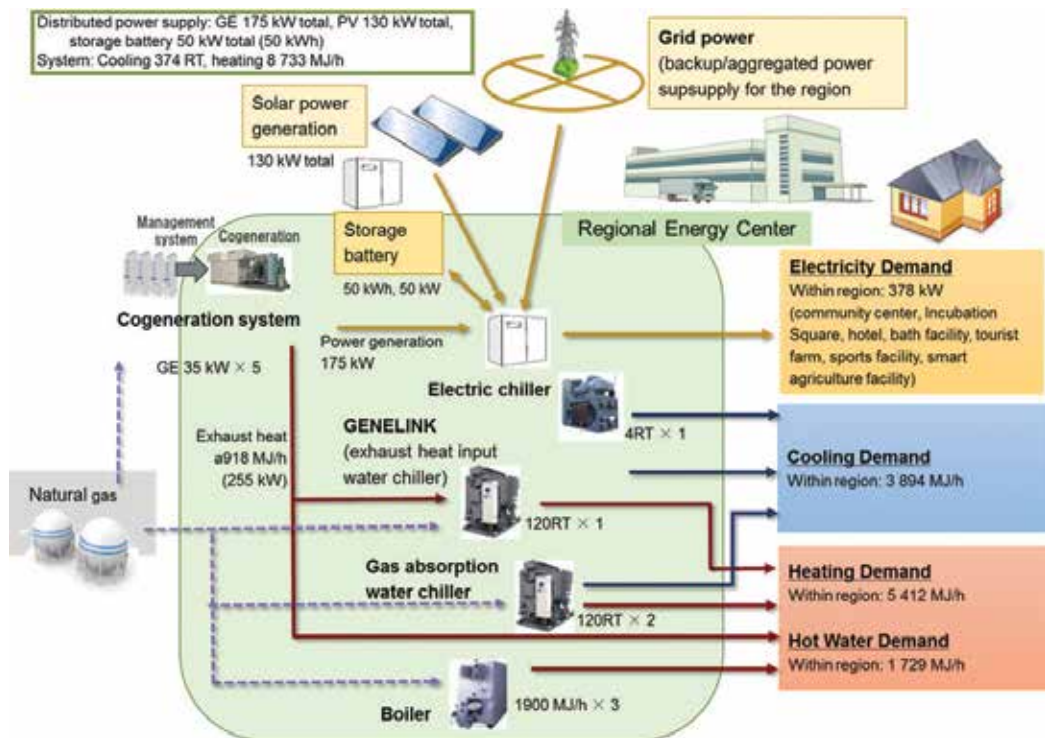 Distributed power supply: GE 175 kW total, PV 130 kW total,
storage battery 50 kW total (50 kWh)
System: Cooling 374 RT, heating 8 733 MJ/h
Grid power
(backup/aggregated power
supsupply for the region
Solar power
generation
130 kW total
Regional Energy Center
Management
system
Cogeneration
Storage
battery
50 kWh, 50 kW
Cogeneration system
GE 35 kW × 5
Power generation
175 kW
Electricity Demand
Within region: 378 kW
(community center, Incubation
Square, hotel, bath facility, tourist
farm, sports facility, smart
agriculture facility)
Electric chiller
4RT × 1
Exhaust heat
a918 MJ/h
(255 kW)
GENELINK
(exhaust heat input
water chiller)
120RT × 1
Cooling Demand
Within region: 3 894 MJ/h
Natural gas
Gas absorption
water chiller
120RT × 2
Heating Demand
Within region: 5 412 MJ/h
Hot Water Demand
Within region: 1 729 MJ/h
Boiler
1900 MJ/h × 3